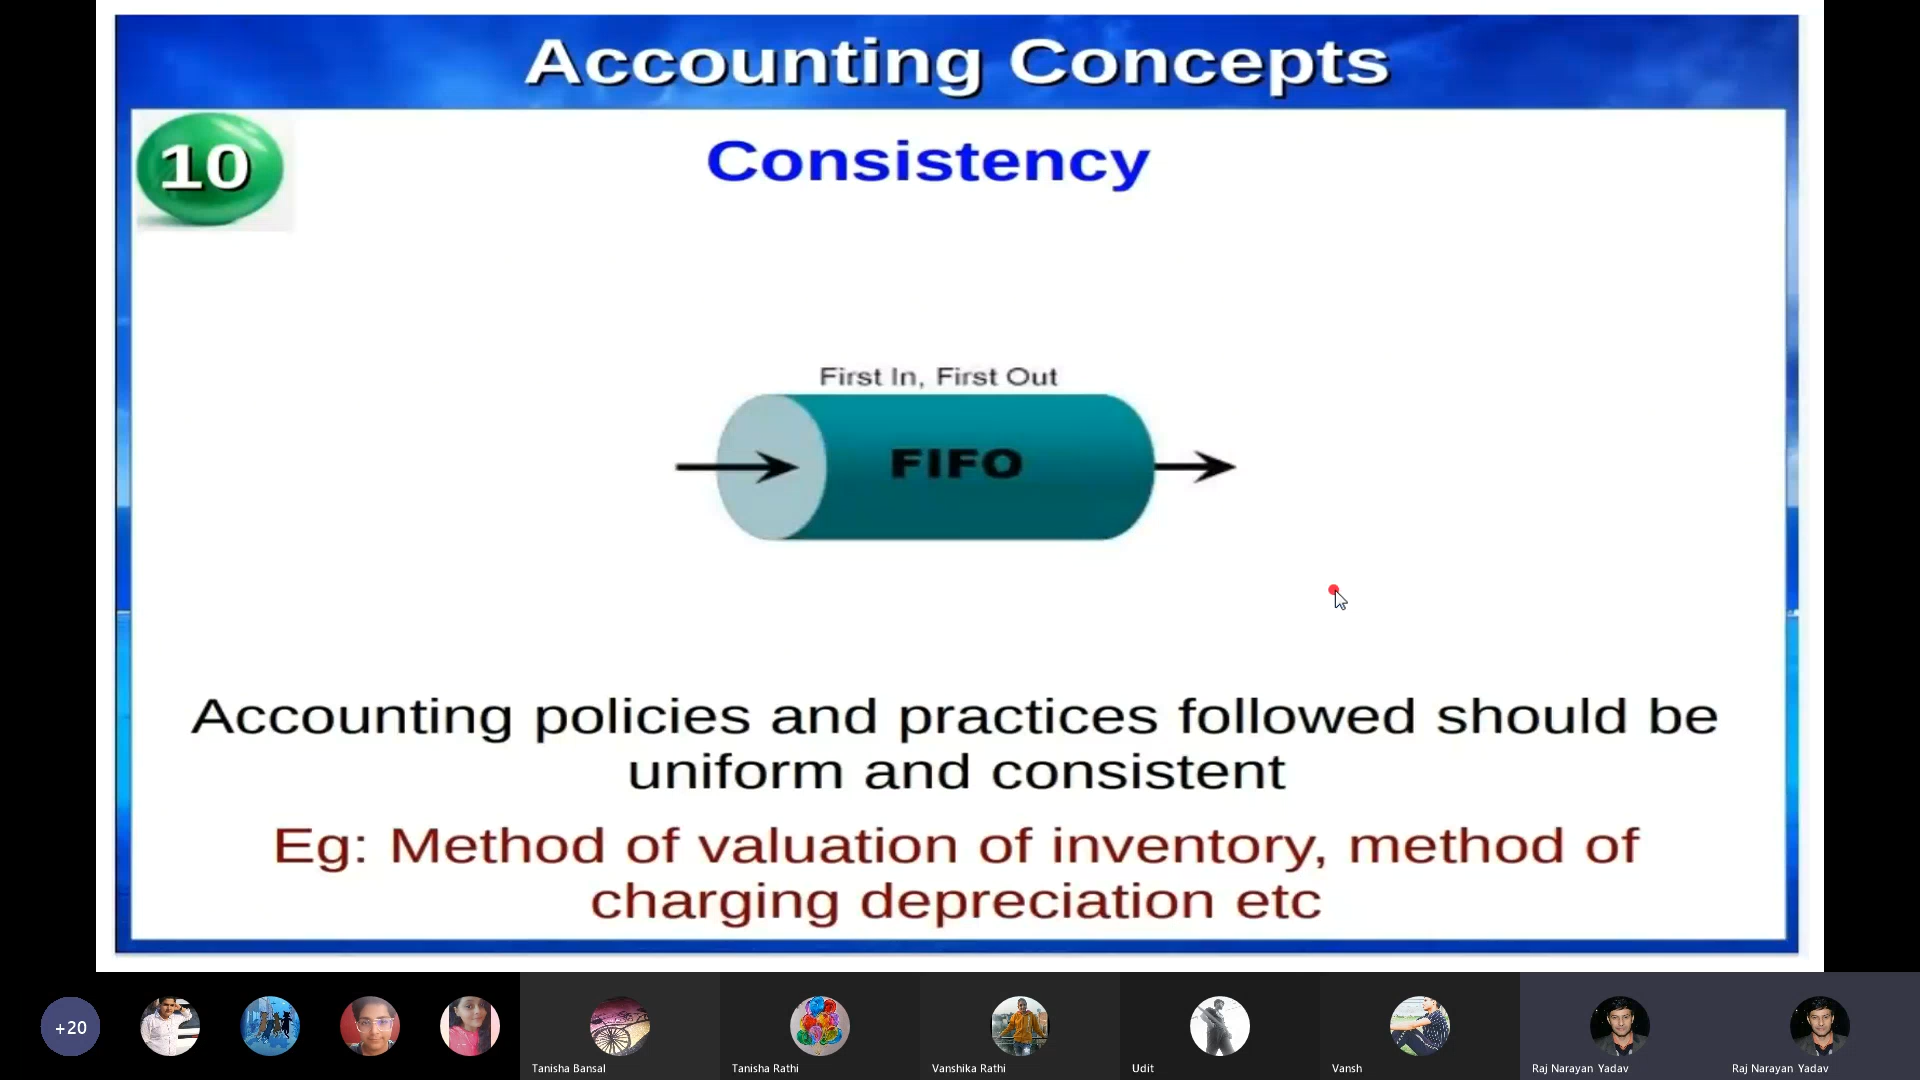 Accounting Concepts
10
Consistency
First In, First Out
FIFO
Accounting policies and practices followed should be
uniform and consistent
Eg: Method of valuation of inventory, method of
charging depreciation etc
+20
Tanisha Bansal
Tanisha Rathi
Vanshika Rathi
Udit
Vansh
Raj Narayan Yadav
Raj Narayan Yadav